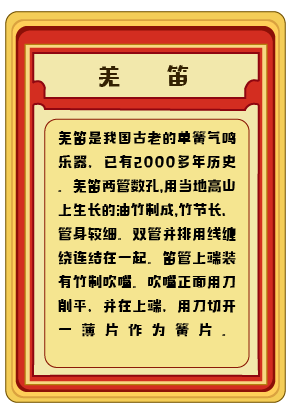 羌笛
羌笛是我国古老的单簧气鸣
乐器，已有2000多年历史
。羌笛两管数孔,用当地高山
上生长的油竹制成,竹节长，
管身较细。双管并排用线缠
绕连结在一起。笛管上端装
有竹制吹嘴。吹嘴正面用刀
削平，并在上端，用刀切开
一薄片作为簧片。